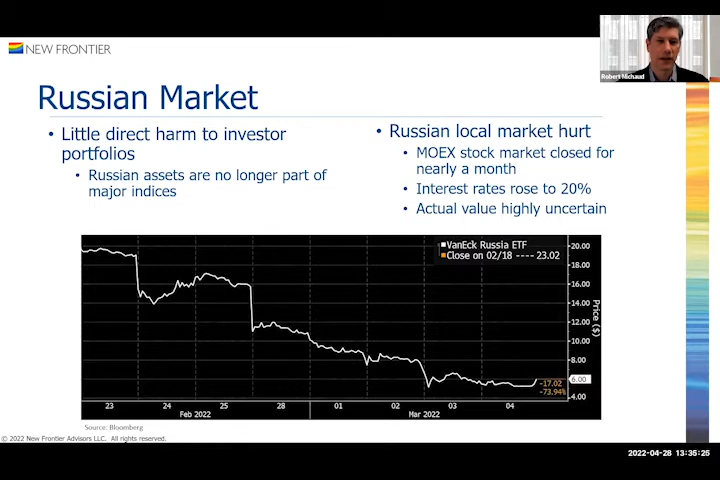 NEW FRONTIER
Robert Nichaud
Russian Market
• Little direct harm to investor
portfolios
• Russian assets are no longer part of
major indices
• Russian local market hurt
• MOEX stock market closed for
nearly a month
• Interest rates rose to 20%
• Actual value highly uncertain
VanEck Russia ETF
Close on 02/18 ---- 23.02
20.00
18.00
16.00
14.00
12.00
10.00
8.00
6.00
4.00
Price ($)
-17.02
-73.94%
23 24 25 28 01 02 03 04
Feb 2022 Mar 2022
Source: Bloomberg
© 2022 New Frontier Advisors LLC. All rights reserved.
2022-04-28 13:35:25